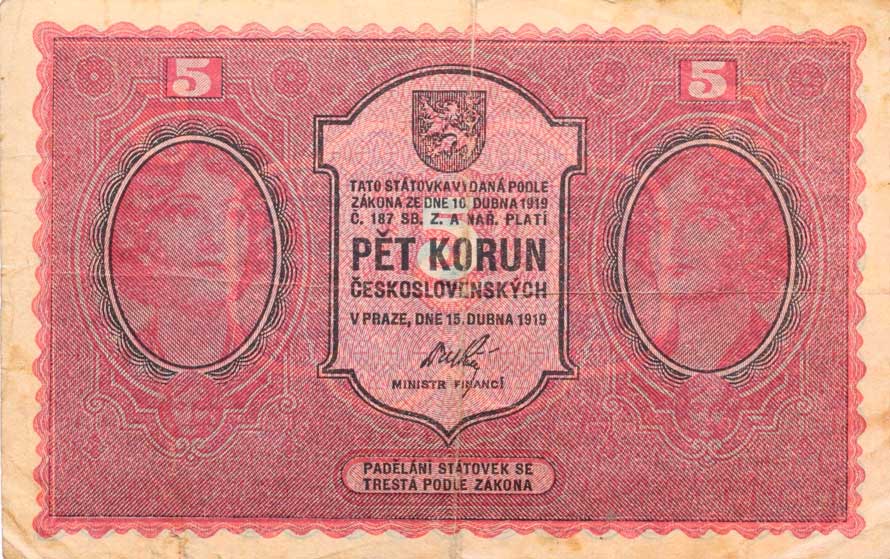 5
5
TATO STÁTOVKA VYDANÁ PODLE
ZÁKONA ZE DNE 10. DUBNA 1919
Č. 187 SB. Z. A NAŘ. PLATÍ
5
PĚT KORUN
ČESKOSLOVENSKÝCH
V PRAZE, DNE 15. DUBNA 1919
MINISTR FINANCÍ
PADĚLÁNÍ STÁTOVEK SE
TRESTÁ PODLE ZÁKONA